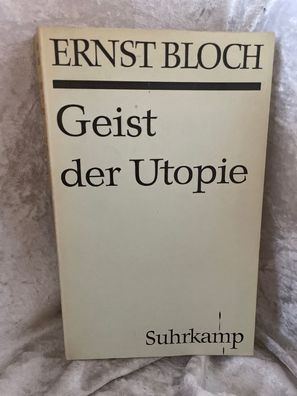 ERNST BLOCH
Geist
der Utopie
Suhrkamp